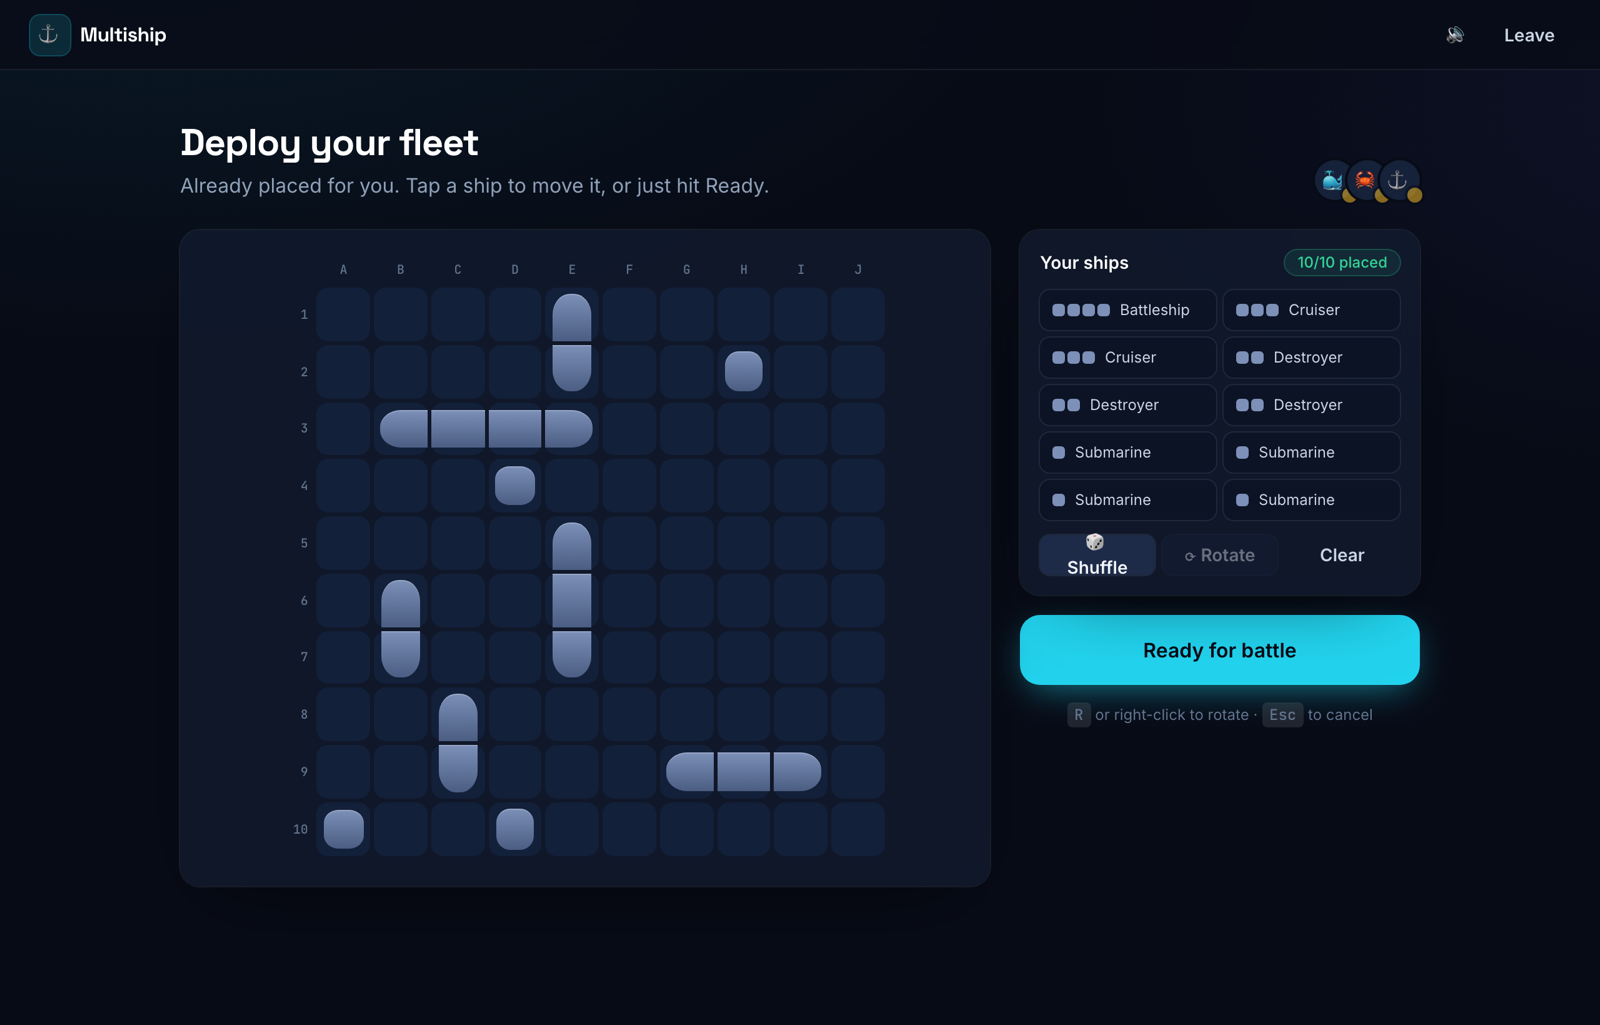 Multiship
Leave
Deploy your fleet
Already placed for you. Tap a ship to move it, or just hit Ready.
A B C D E F G H I J
1
2
3
4
5
6
7
8
9
10
Your ships
10/10 placed
Battleship
Cruiser
Cruiser
Destroyer
Destroyer
Destroyer
Submarine
Submarine
Submarine
Submarine
Shuffle
⟳ Rotate
Clear
Ready for battle
R or right-click to rotate · Esc to cancel